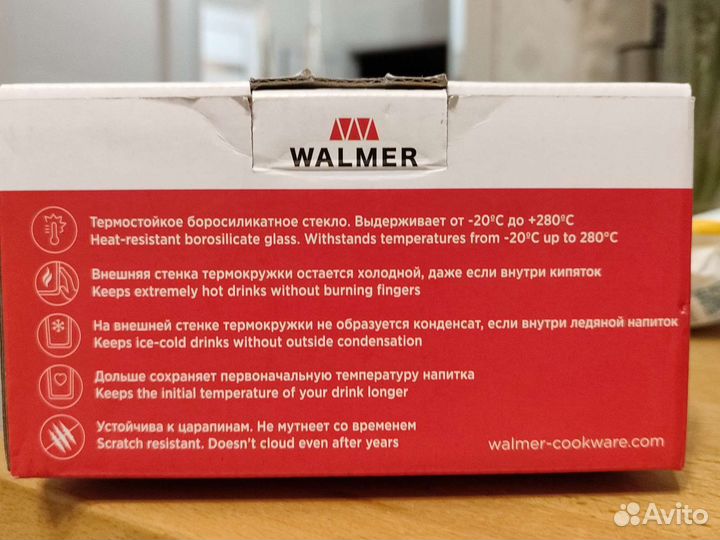 WALMER
Термостойкое боросиликатное стекло. Выдерживает от -20ºC до +280ºC
Heat-resistant borosilicate glass. Withstands temperatures from -20ºC up to 280ºC
Внешняя стенка термокружки остается холодной, даже если внутри кипяток
Keeps extremely hot drinks without burning fingers
На внешней стенке термокружки не образуется конденсат, если внутри ледяной напиток
Keeps ice-cold drinks without outside condensation
Дольше сохраняет первоначальную температуру напитка
Keeps the initial temperature of your drink longer
Устойчива к царапинам. Не мутнеет со временем
Scratch resistant. Doesn't cloud even after years
walmer-cookware.com
Avito